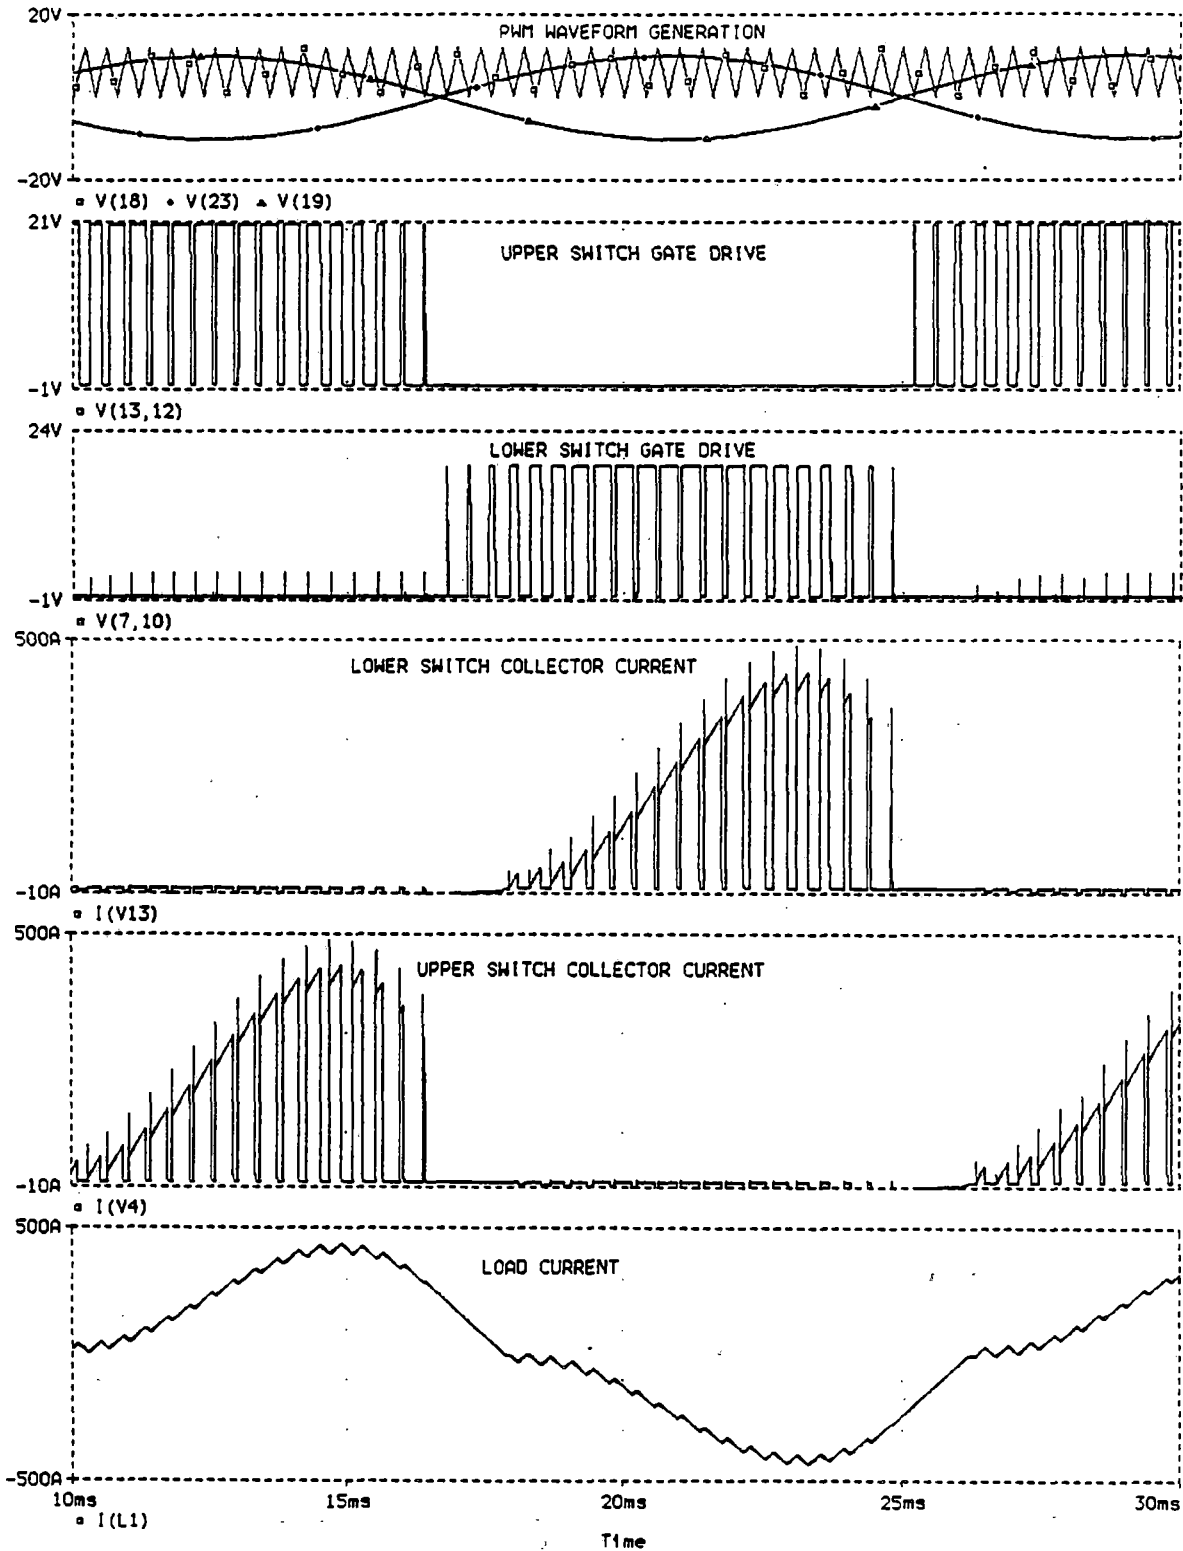 20V
PWM WAVEFORM GENERATION
-20V
V(18) V(23) V(19)
21V
UPPER SWITCH GATE DRIVE
-1V
V(13,12)
24V
LOWER SWITCH GATE DRIVE
-1V
V(7,10)
500A
LOWER SWITCH COLLECTOR CURRENT
-10A
I(V13)
500A
UPPER SWITCH COLLECTOR CURRENT
-10A
I(V4)
500A
LOAD CURRENT
-500A
10ms 15ms 20ms 25ms 30ms
I(L1)
Time